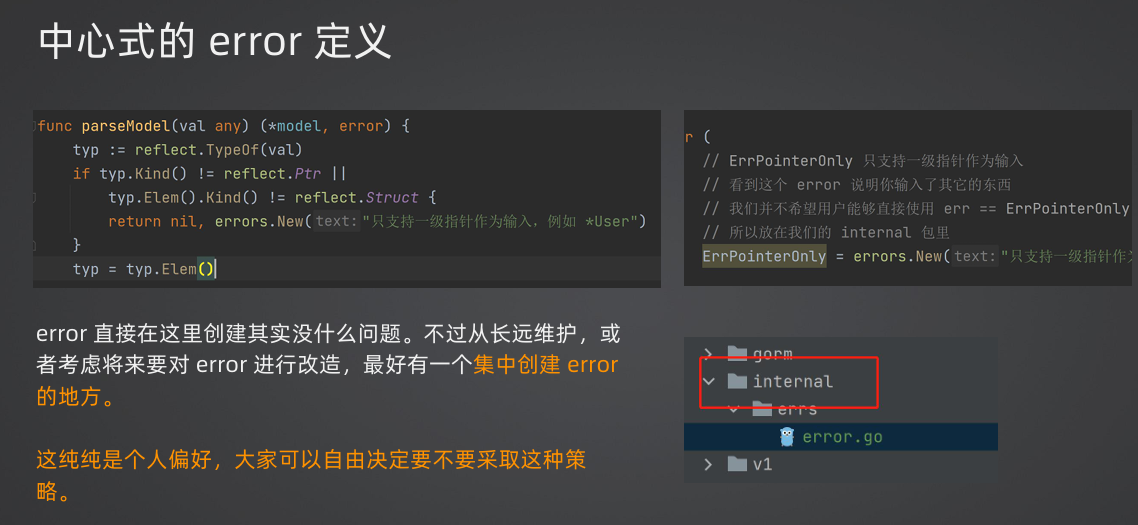 中心式的 error 定义
func parseModel(val any) (*model, error) {
typ := reflect.TypeOf(val)
if typ.Kind() != reflect.Ptr ||
typ.Elem().Kind() != reflect.Struct {
return nil, errors.New( text: "只支持一级指针作为输入，例如 *User")
}
typ = typ.Elem()
r (
// ErrPointerOnly 只支持一级指针作为输入
// 看到这个 error 说明你输入了其它的东西
// 我们并不希望用户能够直接使用 err == ErrPointerOnly
// 所以放在我们的 internal 包里
ErrPointerOnly = errors.New( text: "只支持一级指针作
error 直接在这里创建其实没什么问题。不过从长远维护，或
者考虑将来要对 error 进行改造，最好有一个集中创建 error
的地方。
这纯纯是个人偏好，大家可以自由决定要不要采取这种策
略。
gorm
internal
errs
error.go
v1